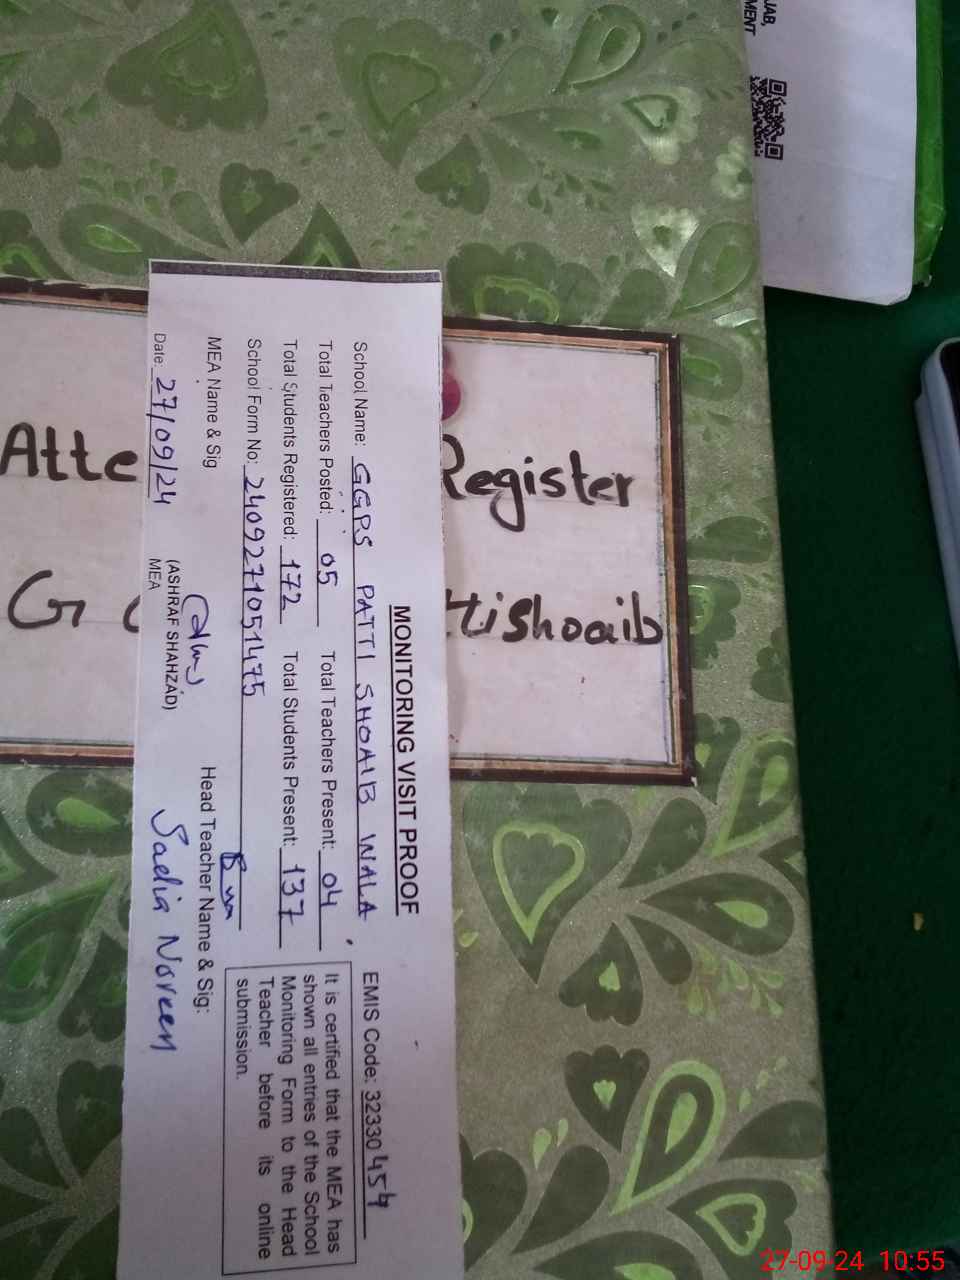 MONITORING VISIT PROOF
School Name: GGPS PATTI SHOAIB WALA EMIS Code: 32330454
Total Teachers Posted: 05 Total Teachers Present: 04
Total Students Registered: 172 Total Students Present: 137
School Form No: 2409271051475
MEA Name & Sig Head Teacher Name & Sig:
(ASHRAF SHAHZAD)
MEA
Saelia Noreen
Date: 27/09/24
It is certified that the MEA has
shown all entries of the School
Monitoring Form to the Head
Teacher before its online
submission.
Atte Register
G ttishoaib
JAB,
MENT
27-09-24 10:55